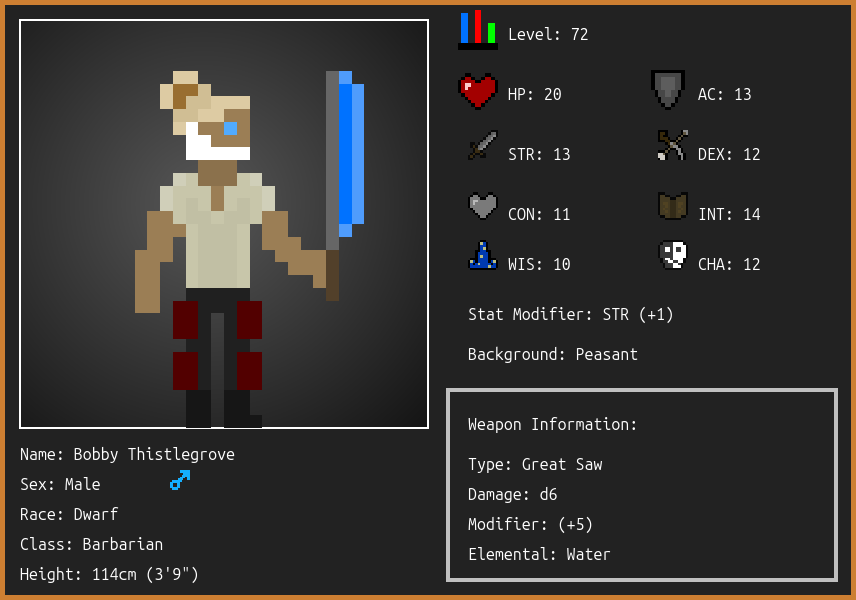 Level: 72
HP: 20
AC: 13
STR: 13
DEX: 12
CON: 11
INT: 14
WIS: 10
CHA: 12
Stat Modifier: STR (+1)
Background: Peasant
Weapon Information:
Type: Great Saw
Damage: d6
Modifier: (+5)
Elemental: Water
Name: Bobby Thistlegrove
Sex: Male
Race: Dwarf
Class: Barbarian
Height: 114cm (3'9")